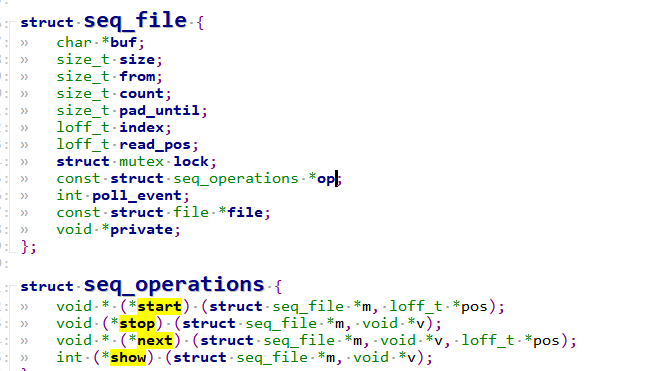 struct seq_file {
» char *buf;
» size_t size;
» size_t from;
» size_t count;
» size_t pad_until;
» loff_t index;
» loff_t read_pos;
» struct mutex lock;
» const struct seq_operations *op;
» int poll_event;
» const struct file *file;
» void *private;
};
struct seq_operations {
» void * (*start) (struct seq_file *m, loff_t *pos);
» void (*stop) (struct seq_file *m, void *v);
» void * (*next) (struct seq_file *m, void *v, loff_t *pos);
» int (*show) (struct seq_file *m, void *v);